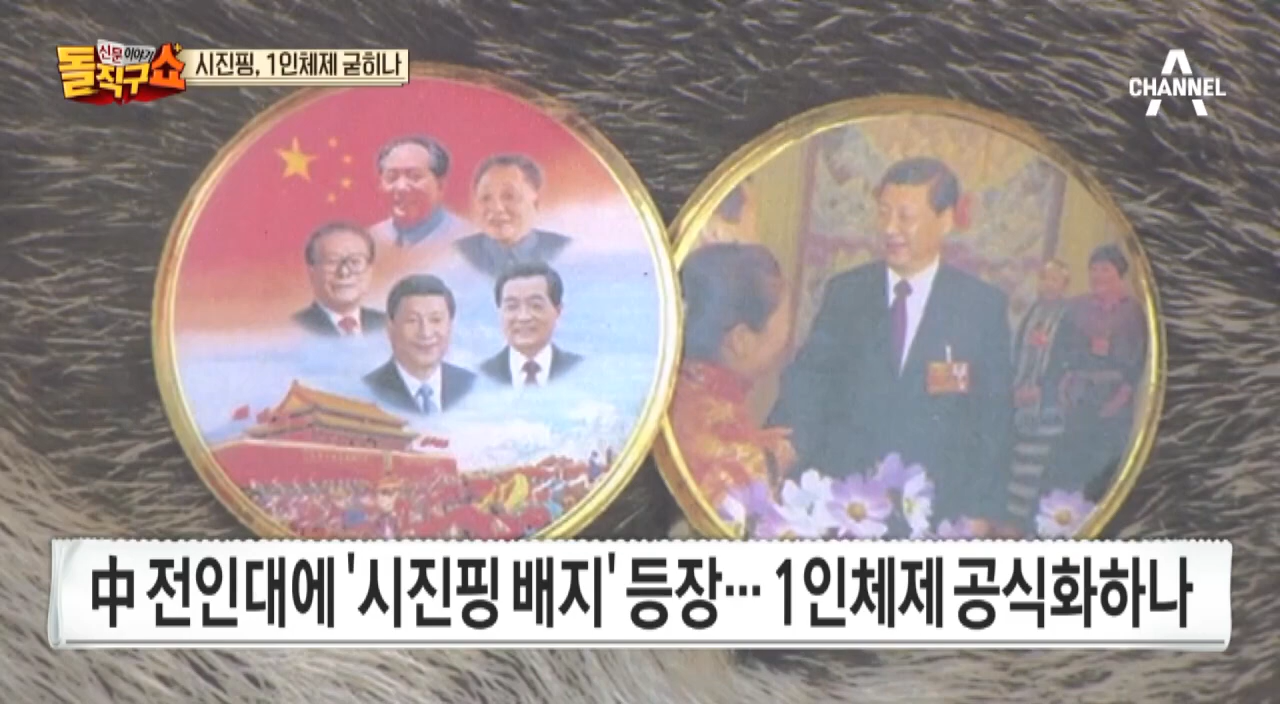 신문이야기
돌직구쇼+
시진핑, 1인체제 굳히나
CHANNEL A
中 전인대에 '시진핑 배지' 등장… 1인체제 공식화하나